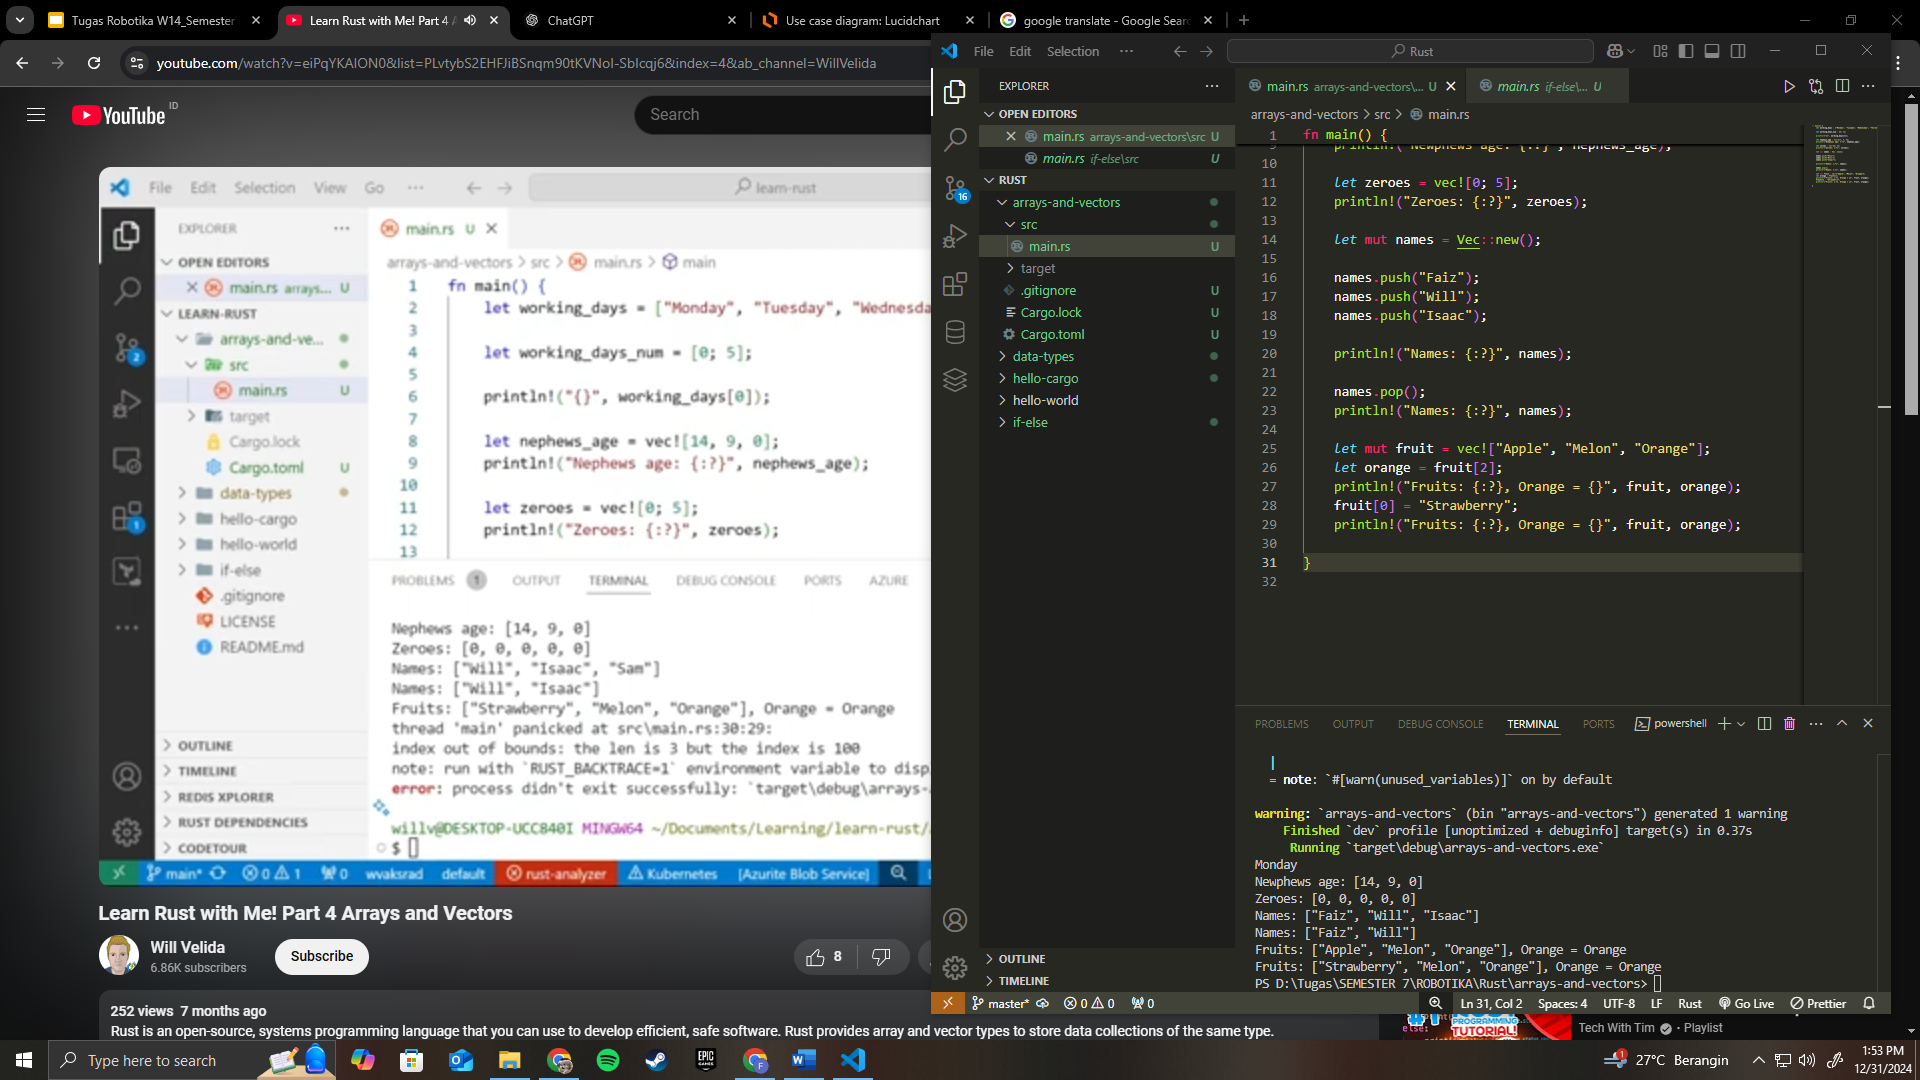 Tugas Robotika W14_Semester
Learn Rust with Me! Part 4 A
ChatGPT
Use case diagram: Lucidchart
google translate - Google Sear
youtube.com/watch?v=eiPqYKAION0&list=PLvtybS2EHFJiBSnqm90tKVNoI-SbIcqj6&index=4&ab_channel=WillVelida
YouTube ID
Search
File Edit Selection View Go ···
learn-rust
EXPLORER
OPEN EDITORS
main.rs arrays... U
LEARN-RUST
arrays-and-ve...
src
main.rs U
target
Cargo.lock
Cargo.toml U
data-types
hello-cargo
hello-world
if-else
.gitignore
LICENSE
README.md
OUTLINE
TIMELINE
REDIS XPLORER
RUST DEPENDENCIES
CODETOUR
2
1
main.rs U
arrays-and-vectors > src > main.rs > main
1 fn main() {
2 let working_days = ["Monday", "Tuesday", "Wednesda
3
4 let working_days_num = [0; 5];
5
6 println!("{}", working_days[0]);
7
8 let nephews_age = vec![14, 9, 0];
9 println!("Nephews age: {:?}", nephews_age);
10
11 let zeroes = vec![0; 5];
12 println!("Zeroes: {:?}", zeroes);
13
PROBLEMS 1 OUTPUT TERMINAL DEBUG CONSOLE PORTS AZURE
Nephews age: [14, 9, 0]
Zeroes: [0, 0, 0, 0, 0]
Names: ["Will", "Isaac", "Sam"]
Names: ["Will", "Isaac"]
Fruits: ["Strawberry", "Melon", "Orange"], Orange = Orange
thread 'main' panicked at src\main.rs:30:29:
index out of bounds: the len is 3 but the index is 100
note: run with `RUST_BACKTRACE=1` environment variable to disp
error: process didn't exit successfully: `target\debug\arrays-
willv@DESKTOP-UCC840I MINGW64 ~/Documents/Learning/learn-rust/
$
main* 0 1 0 wvaksrad default rust-analyzer Kubernetes [Azurite Blob Service]
Learn Rust with Me! Part 4 Arrays and Vectors
Will Velida
6.86K subscribers
Subscribe
8
252 views 7 months ago
Rust is an open-source, systems programming language that you can use to develop efficient, safe software. Rust provides array and vector types to store data collections of the same type.
File Edit Selection ···
Rust
EXPLORER
OPEN EDITORS
main.rs arrays-and-vectors\src U
main.rs if-else\src U
RUST
arrays-and-vectors
src
main.rs U
target
.gitignore U
Cargo.lock U
Cargo.toml U
data-types
hello-cargo
hello-world
if-else
OUTLINE
TIMELINE
16
main.rs arrays-and-vectors\... U
main.rs if-else\... U
arrays-and-vectors > src > main.rs
1 fn main() {
9 println!("Newphews age: {:?}", nephews_age);
10
11 let zeroes = vec![0; 5];
12 println!("Zeroes: {:?}", zeroes);
13
14 let mut names = Vec::new();
15
16 names.push("Faiz");
17 names.push("Will");
18 names.push("Isaac");
19
20 println!("Names: {:?}", names);
21
22 names.pop();
23 println!("Names: {:?}", names);
24
25 let mut fruit = vec!["Apple", "Melon", "Orange"];
26 let orange = fruit[2];
27 println!("Fruits: {:?}, Orange = {}", fruit, orange);
28 fruit[0] = "Strawberry";
29 println!("Fruits: {:?}, Orange = {}", fruit, orange);
30
31 }
32
PROBLEMS OUTPUT DEBUG CONSOLE TERMINAL PORTS powershell
|
= note: `#[warn(unused_variables)]` on by default
warning: `arrays-and-vectors` (bin "arrays-and-vectors") generated 1 warning
Finished `dev` profile [unoptimized + debuginfo] target(s) in 0.37s
Running `target\debug\arrays-and-vectors.exe`
Monday
Newphews age: [14, 9, 0]
Zeroes: [0, 0, 0, 0, 0]
Names: ["Faiz", "Will", "Isaac"]
Names: ["Faiz", "Will"]
Fruits: ["Apple", "Melon", "Orange"], Orange = Orange
Fruits: ["Strawberry", "Melon", "Orange"], Orange = Orange
PS D:\Tugas\SEMESTER 7\ROBOTIKA\Rust\arrays-and-vectors>
master* 0 0 0 Ln 31, Col 2 Spaces: 4 UTF-8 LF Rust Go Live Prettier
PROGRAMMING
TUTORIAL!
Tech With Tim • Playlist
Type here to search
27°C Berangin
1:53 PM
12/31/2024